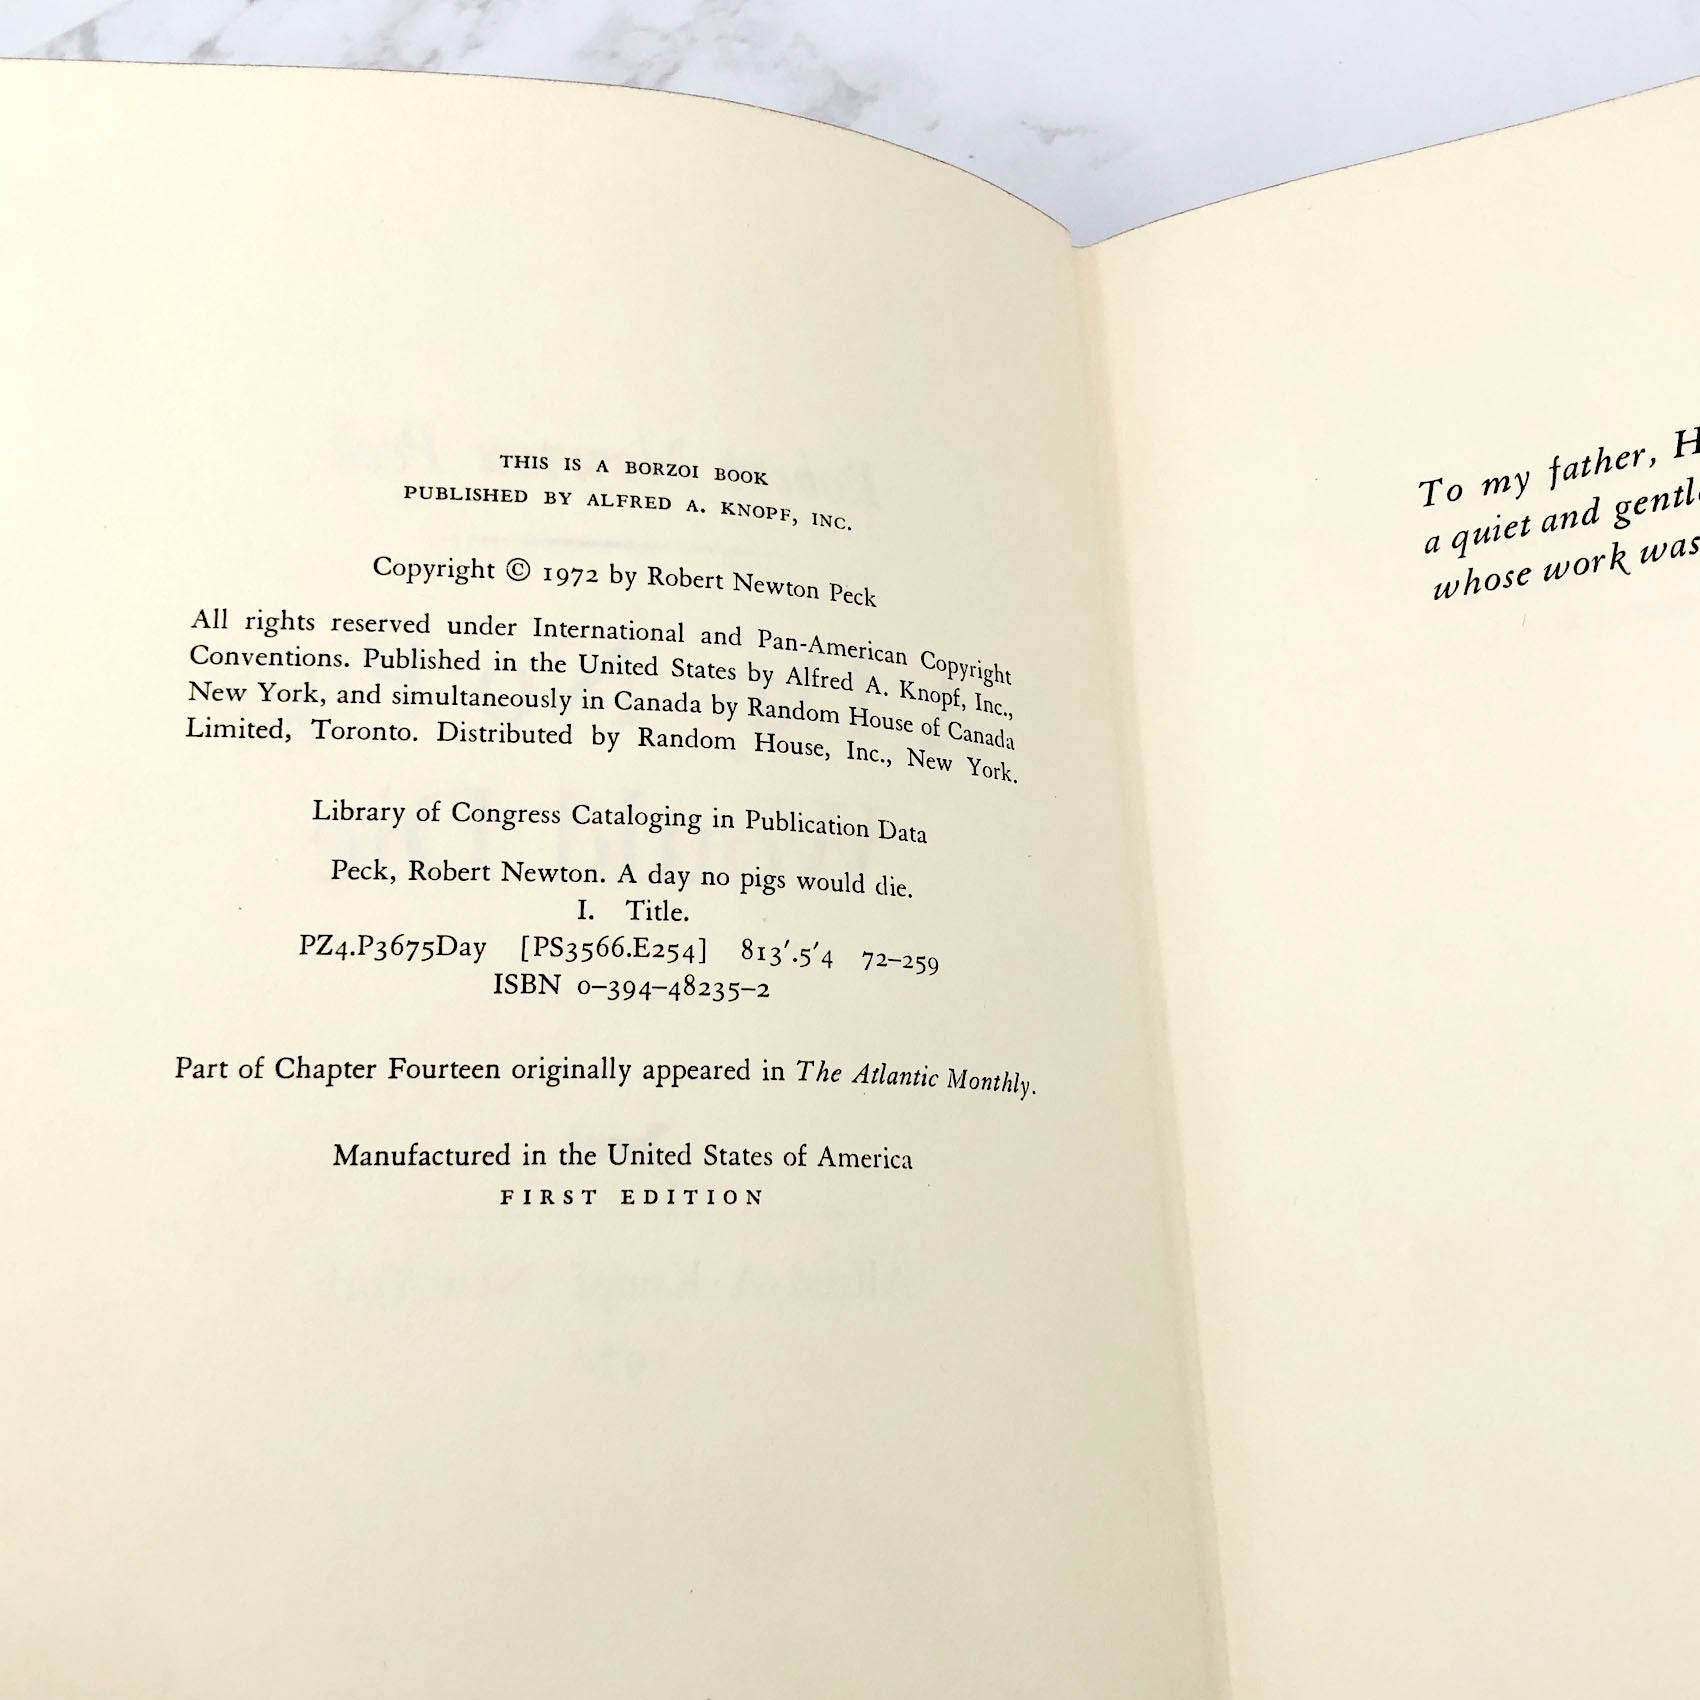 THIS IS A BORZOI BOOK
PUBLISHED BY ALFRED A. KNOPF, INC.
Copyright © 1972 by Robert Newton Peck
All rights reserved under International and Pan-American Copyright
Conventions. Published in the United States by Alfred A. Knopf, Inc.,
New York, and simultaneously in Canada by Random House of Canada
Limited, Toronto. Distributed by Random House, Inc., New York.
Library of Congress Cataloging in Publication Data
Peck, Robert Newton. A day no pigs would die.
I. Title.
PZ4.P3675Day [PS3566.E254] 813'.5'4 72–259
ISBN 0–394–48235–2
Part of Chapter Fourteen originally appeared in The Atlantic Monthly.
Manufactured in the United States of America
FIRST EDITION
To my father, H
a quiet and gentl
whose work was